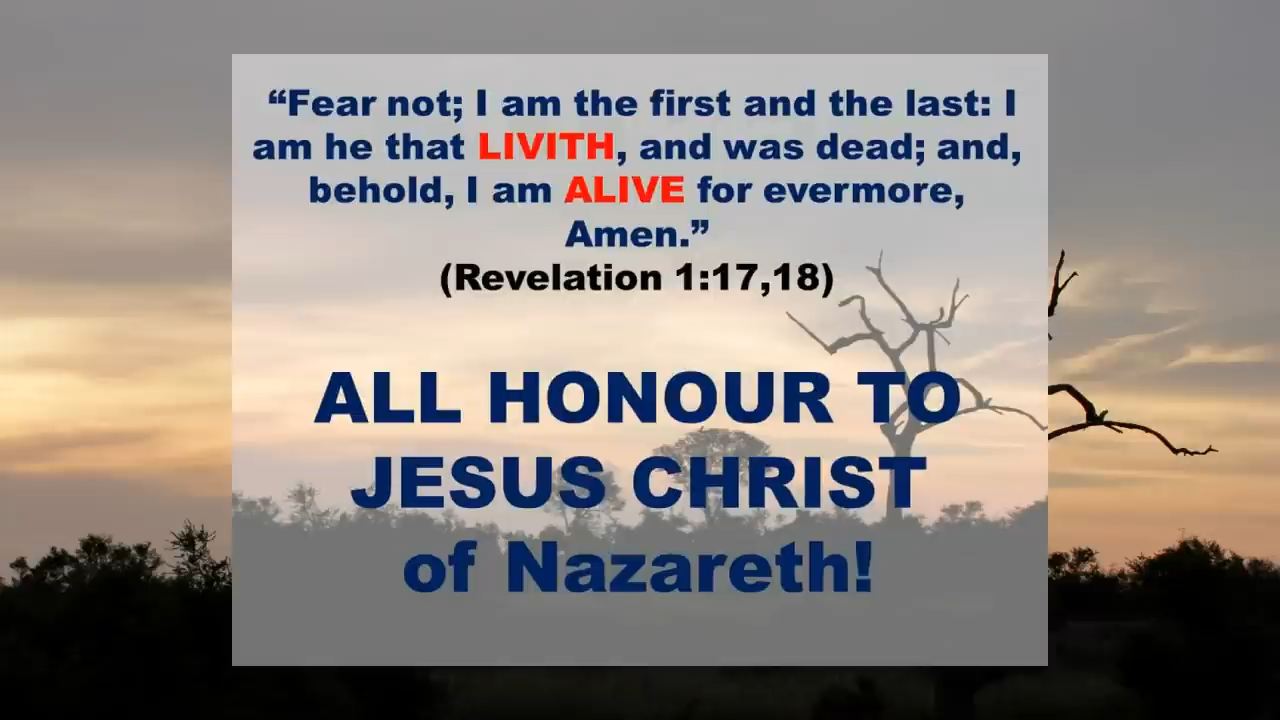 “Fear not; I am the first and the last: I
am he that LIVITH, and was dead; and,
behold, I am ALIVE for evermore,
Amen.”
(Revelation 1:17,18)
ALL HONOUR TO
JESUS CHRIST
of Nazareth!